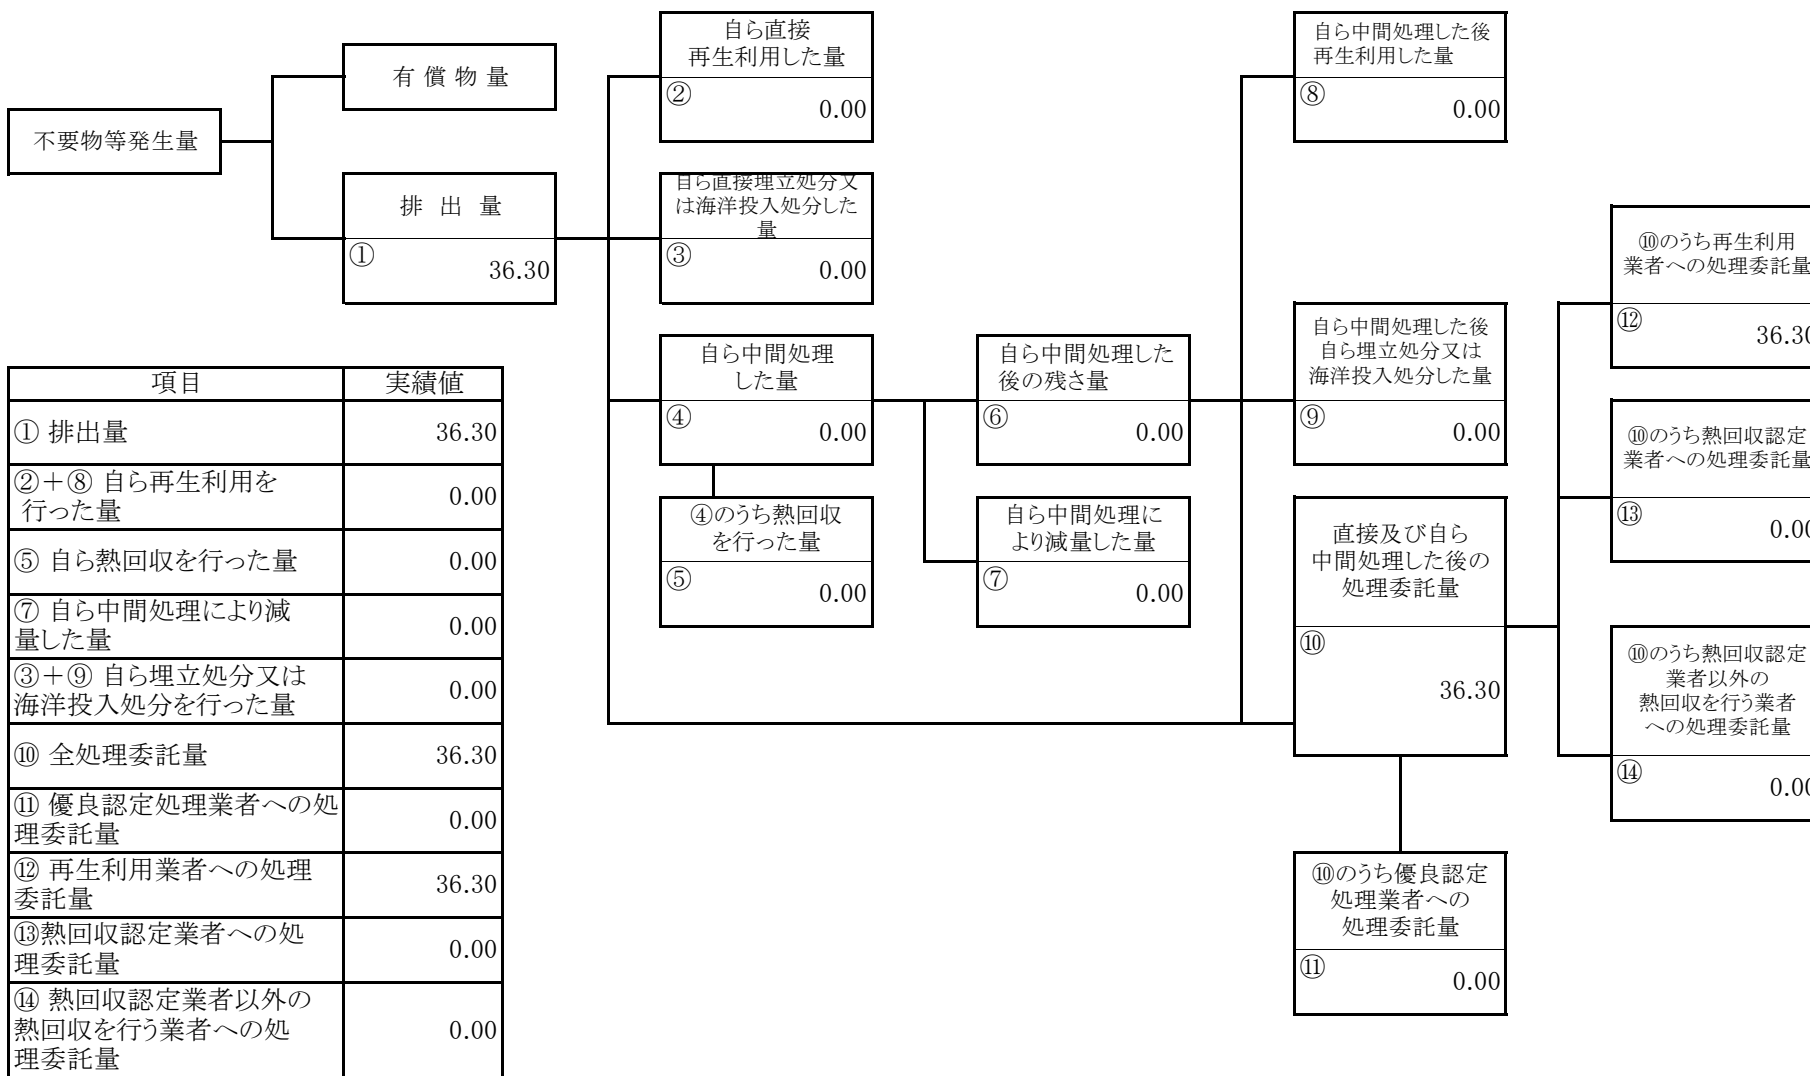 自ら直接
再生利用した量
②
0.00
自ら中間処理した後
再生利用した量
⑧
0.00
有 償 物 量
不要物等発生量
排 出 量
①
36.30
自ら直接埋立処分又
は海洋投入処分した
量
③
0.00
自ら中間処理
した量
④
0.00
自ら中間処理した
後の残さ量
⑥
0.00
自ら中間処理した後
自ら埋立処分又は
海洋投入処分した量
⑨
0.00
④のうち熱回収
を行った量
⑤
0.00
自ら中間処理に
より減量した量
⑦
0.00
直接及び自ら
中間処理した後の
処理委託量
⑩
36.30
⑩のうち再生利用
業者への処理委託量
⑫
36.30
⑩のうち熱回収認定
業者への処理委託量
⑬
0.00
⑩のうち熱回収認定
業者以外の
熱回収を行う業者
への処理委託量
⑭
0.00
⑩のうち優良認定
処理業者への
処理委託量
⑪
0.00
項目 実績値
① 排出量 36.30
②+⑧ 自ら再生利用を
行った量 0.00
⑤ 自ら熱回収を行った量 0.00
⑦ 自ら中間処理により減
量した量 0.00
③+⑨ 自ら埋立処分又は
海洋投入処分を行った量 0.00
⑩ 全処理委託量 36.30
⑪ 優良認定処理業者への処
理委託量 0.00
⑫ 再生利用業者への処理
委託量 36.30
⑬熱回収認定業者への処
理委託量 0.00
⑭ 熱回収認定業者以外の
熱回収を行う業者への処
理委託量 0.00